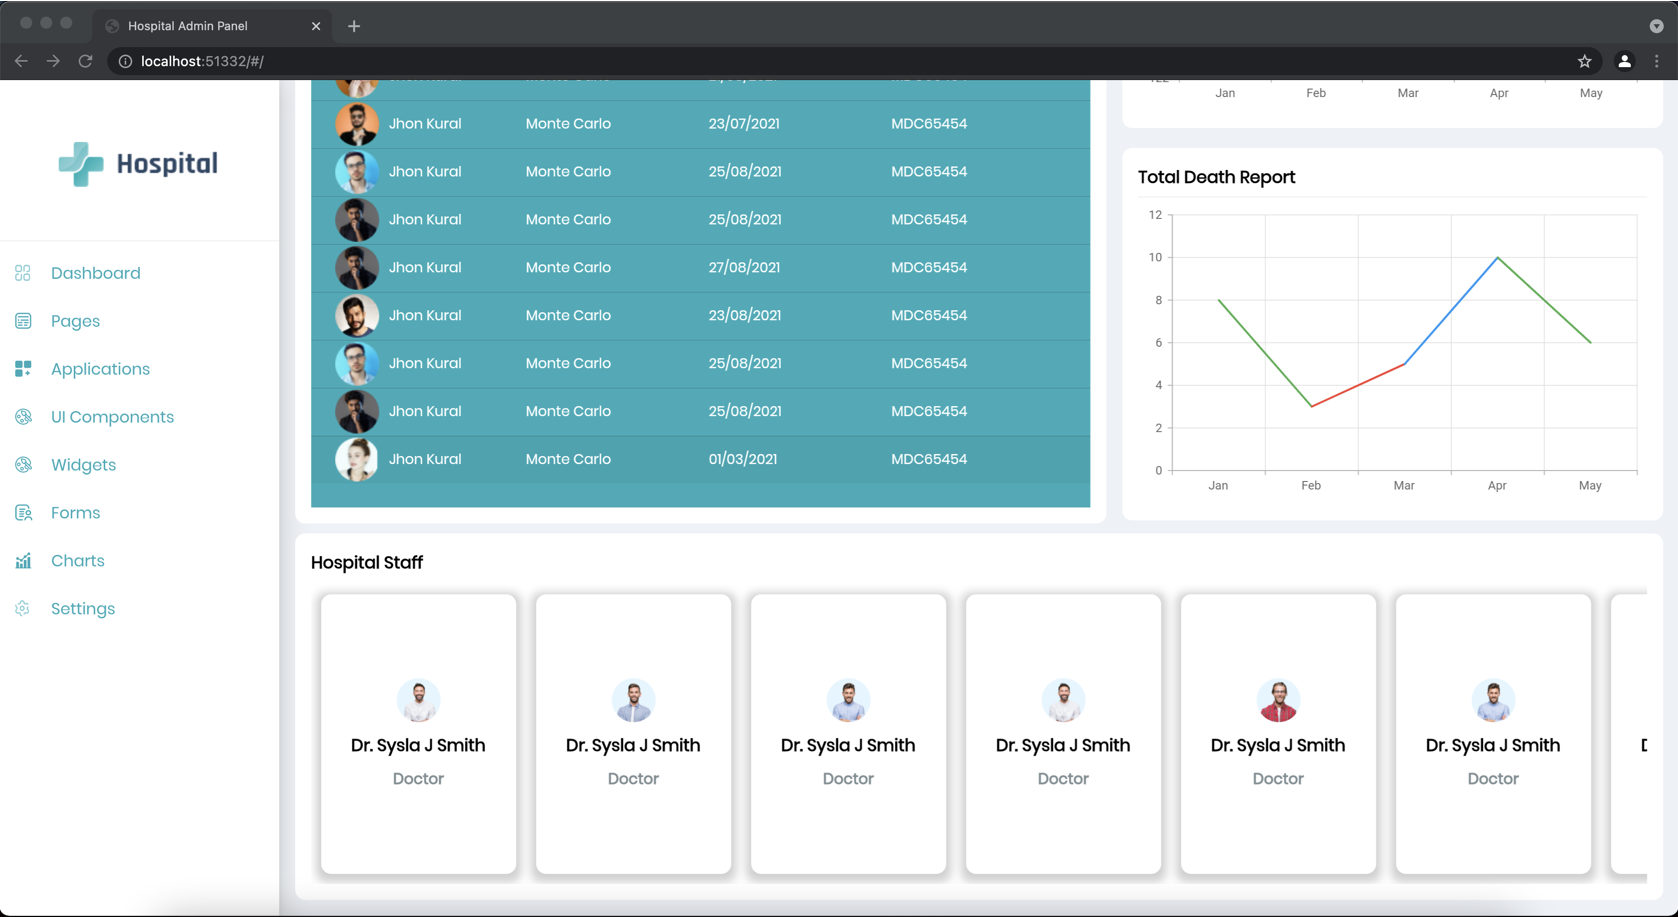 Hospital Admin Panel
localhost:51332/#/
Hospital
Dashboard
Pages
Applications
UI Components
Widgets
Forms
Charts
Settings
Jhon Kural Monte Carlo 23/07/2021 MDC65454
Jhon Kural Monte Carlo 25/08/2021 MDC65454
Jhon Kural Monte Carlo 25/08/2021 MDC65454
Jhon Kural Monte Carlo 27/08/2021 MDC65454
Jhon Kural Monte Carlo 23/08/2021 MDC65454
Jhon Kural Monte Carlo 25/08/2021 MDC65454
Jhon Kural Monte Carlo 25/08/2021 MDC65454
Jhon Kural Monte Carlo 01/03/2021 MDC65454
122
Jan Feb Mar Apr May
Total Death Report
12
10
8
6
4
2
0
Jan Feb Mar Apr May
Hospital Staff
Dr. Sysla J Smith
Doctor
Dr. Sysla J Smith
Doctor
Dr. Sysla J Smith
Doctor
Dr. Sysla J Smith
Doctor
Dr. Sysla J Smith
Doctor
Dr. Sysla J Smith
Doctor